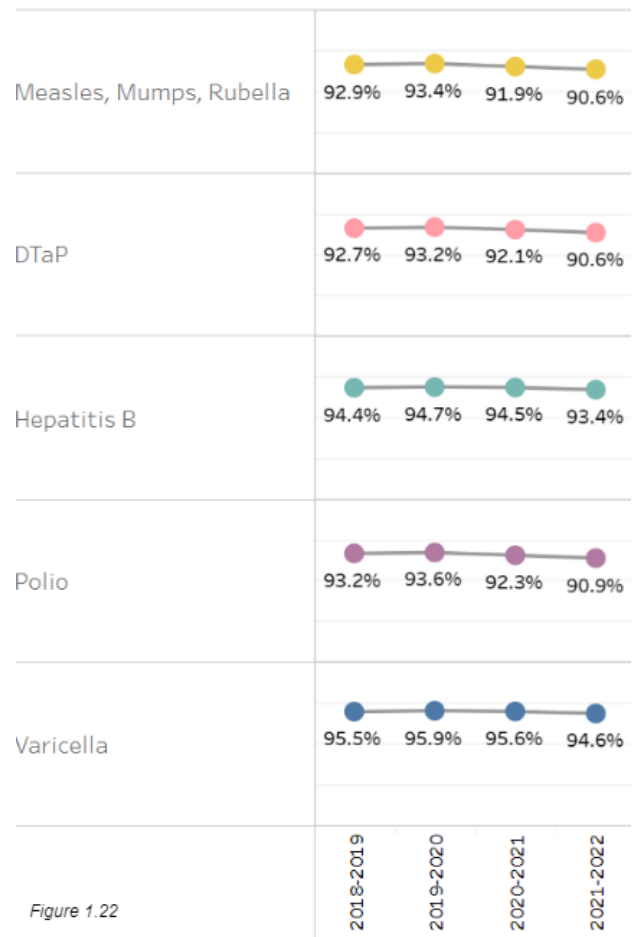 Measles, Mumps, Rubella
92.9% 93.4% 91.9% 90.6%
DTaP
92.7% 93.2% 92.1% 90.6%
Hepatitis B
94.4% 94.7% 94.5% 93.4%
Polio
93.2% 93.6% 92.3% 90.9%
Varicella
95.5% 95.9% 95.6% 94.6%
2018-2019
2019-2020
2020-2021
2021-2022
Figure 1.22